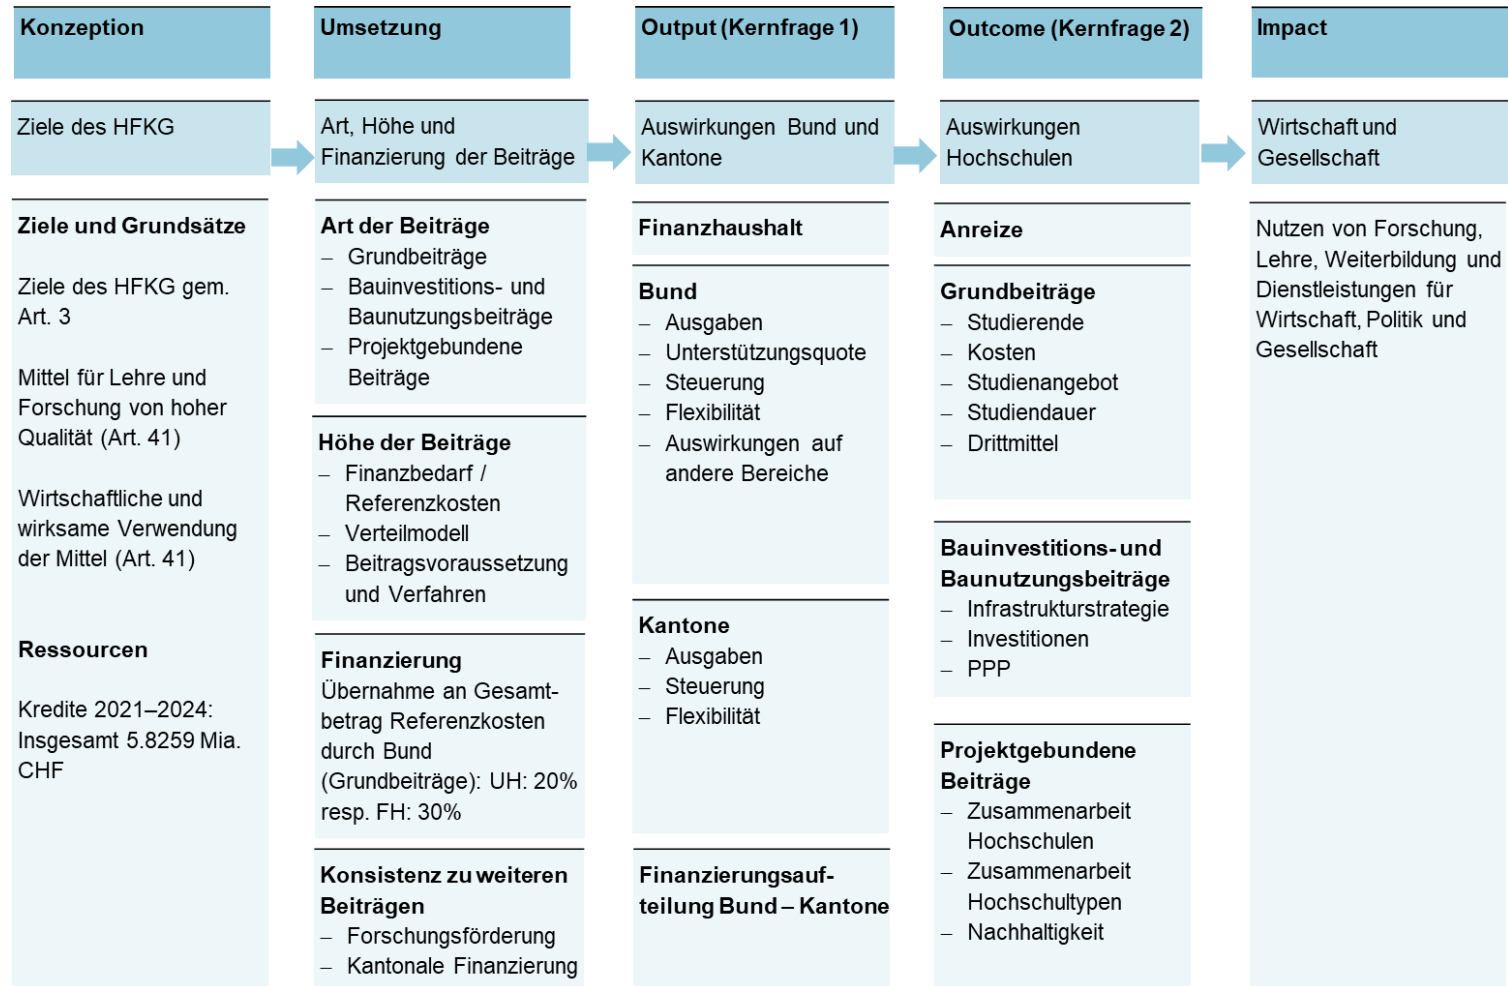 Konzeption
Ziele des HFKG
Ziele und Grundsätze
Ziele des HFKG gem.
Art. 3
Mittel für Lehre und
Forschung von hoher
Qualität (Art. 41)
Wirtschaftliche und
wirksame Verwendung
der Mittel (Art. 41)
Ressourcen
Kredite 2021–2024:
Insgesamt 5.8259 Mia.
CHF
Umsetzung
Art, Höhe und
Finanzierung der Beiträge
Art der Beiträge
– Grundbeiträge
– Bauinvestitions- und
Baunutzungsbeiträge
– Projektgebundene
Beiträge
Höhe der Beiträge
– Finanzbedarf /
Referenzkosten
– Verteilmodell
– Beitragsvoraussetzung
und Verfahren
Finanzierung
Übernahme an Gesamt-
betrag Referenzkosten
durch Bund
(Grundbeiträge): UH: 20%
resp. FH: 30%
Konsistenz zu weiteren
Beiträgen
– Forschungsförderung
– Kantonale Finanzierung
Output (Kernfrage 1)
Auswirkungen Bund und
Kantone
Finanzhaushalt
Bund
– Ausgaben
– Unterstützungsquote
– Steuerung
– Flexibilität
– Auswirkungen auf
andere Bereiche
Kantone
– Ausgaben
– Steuerung
– Flexibilität
Finanzierungsauf-
teilung Bund – Kantone
Outcome (Kernfrage 2)
Auswirkungen
Hochschulen
Anreize
Grundbeiträge
– Studierende
– Kosten
– Studienangebot
– Studiendauer
– Drittmittel
Bauinvestitions- und
Baunutzungsbeiträge
– Infrastrukturstrategie
– Investitionen
– PPP
Projektgebundene
Beiträge
– Zusammenarbeit
Hochschulen
– Zusammenarbeit
Hochschultypen
– Nachhaltigkeit
Impact
Wirtschaft und
Gesellschaft
Nutzen von Forschung,
Lehre, Weiterbildung und
Dienstleistungen für
Wirtschaft, Politik und
Gesellschaft